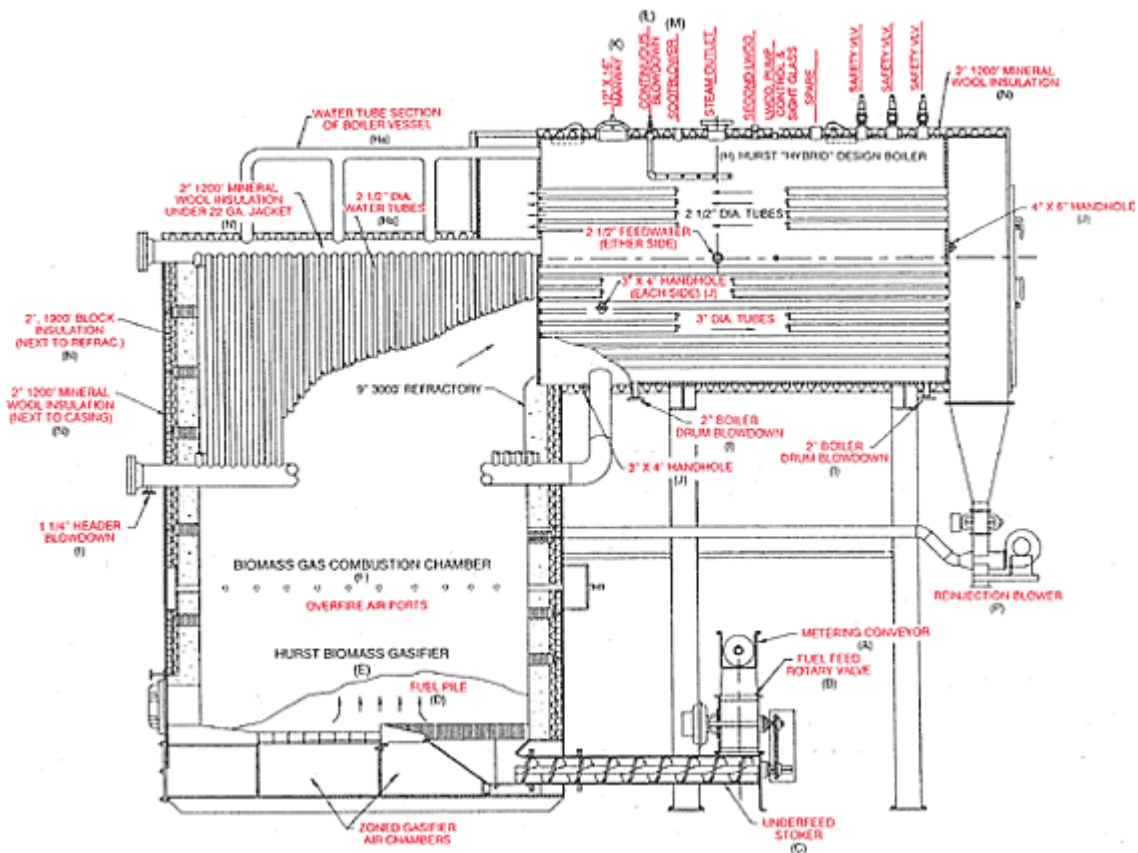 12" X 16"
MANWAY (K)
CONTINUOUS
BLOWDOWN
(L)
SOOTBLOWER
(M)
STEAM OUTLET
SECOND LWCO
LWCO, PUMP
CONTROL &
SIGHT GLASS
SPARE
SAFETY VLV
SAFETY VLV
SAFETY VLV
2" 1200' MINERAL
WOOL INSULATION
(N)
WATER TUBE SECTION
OF BOILER VESSEL
(Ha)
(H) HURST "HYBRID" DESIGN BOILER
2" 1200' MINERAL
WOOL INSULATION
UNDER 22 GA. JACKET
(N)
2 1/2" DIA.
WATER TUBES
(Ha)
2 1/2" DIA. TUBES
4" X 6" HANDHOLE
(J)
2 1/2" FEEDWATER
(EITHER SIDE)
3" X 4" HANDHOLE
(EACH SIDE) (J)
3" DIA. TUBES
2", 1900' BLOCK
INSULATION
(NEXT TO REFRAC.)
(N)
9" 3000' REFRACTORY
2" 1200' MINERAL
WOOL INSULATION
(NEXT TO CASING)
(N)
2" BOILER
DRUM BLOWDOWN
(I)
2" BOILER
DRUM BLOWDOWN
(I)
3" X 4" HANDHOLE
(J)
1 1/4" HEADER
BLOWDOWN
(I)
BIOMASS GAS COMBUSTION CHAMBER
(F)
OVERFIRE AIR PORTS
REINJECTION BLOWER
(P)
METERING CONVEYOR
(A)
HURST BIOMASS GASIFIER
(E)
FUEL FEED
ROTARY VALVE
(B)
FUEL PILE
(D)
ZONED GASIFIER
AIR CHAMBERS
UNDERFEED
STOKER
(C)